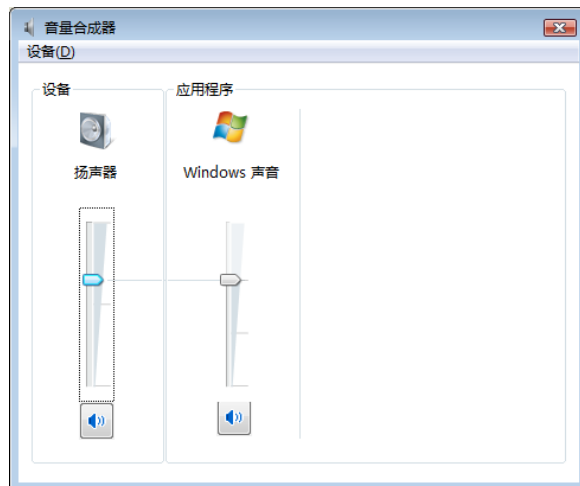 音量合成器
设备(D)
设备
应用程序
扬声器
Windows 声音